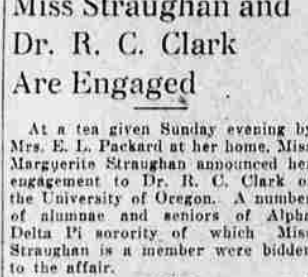 Miss Straughan and
Dr. R. C. Clark
Are Engaged
At a tea given Sunday evening by
Mrs. E. L. Packard at her home, Miss
Marguerite Straughan announced her
engagement to Dr. R. C. Clark of
the University of Oregon. A number
of alumnae and seniors of Alpha
Delta Pi sorority of which Miss
Straughan is a member were bidden
to the affair.